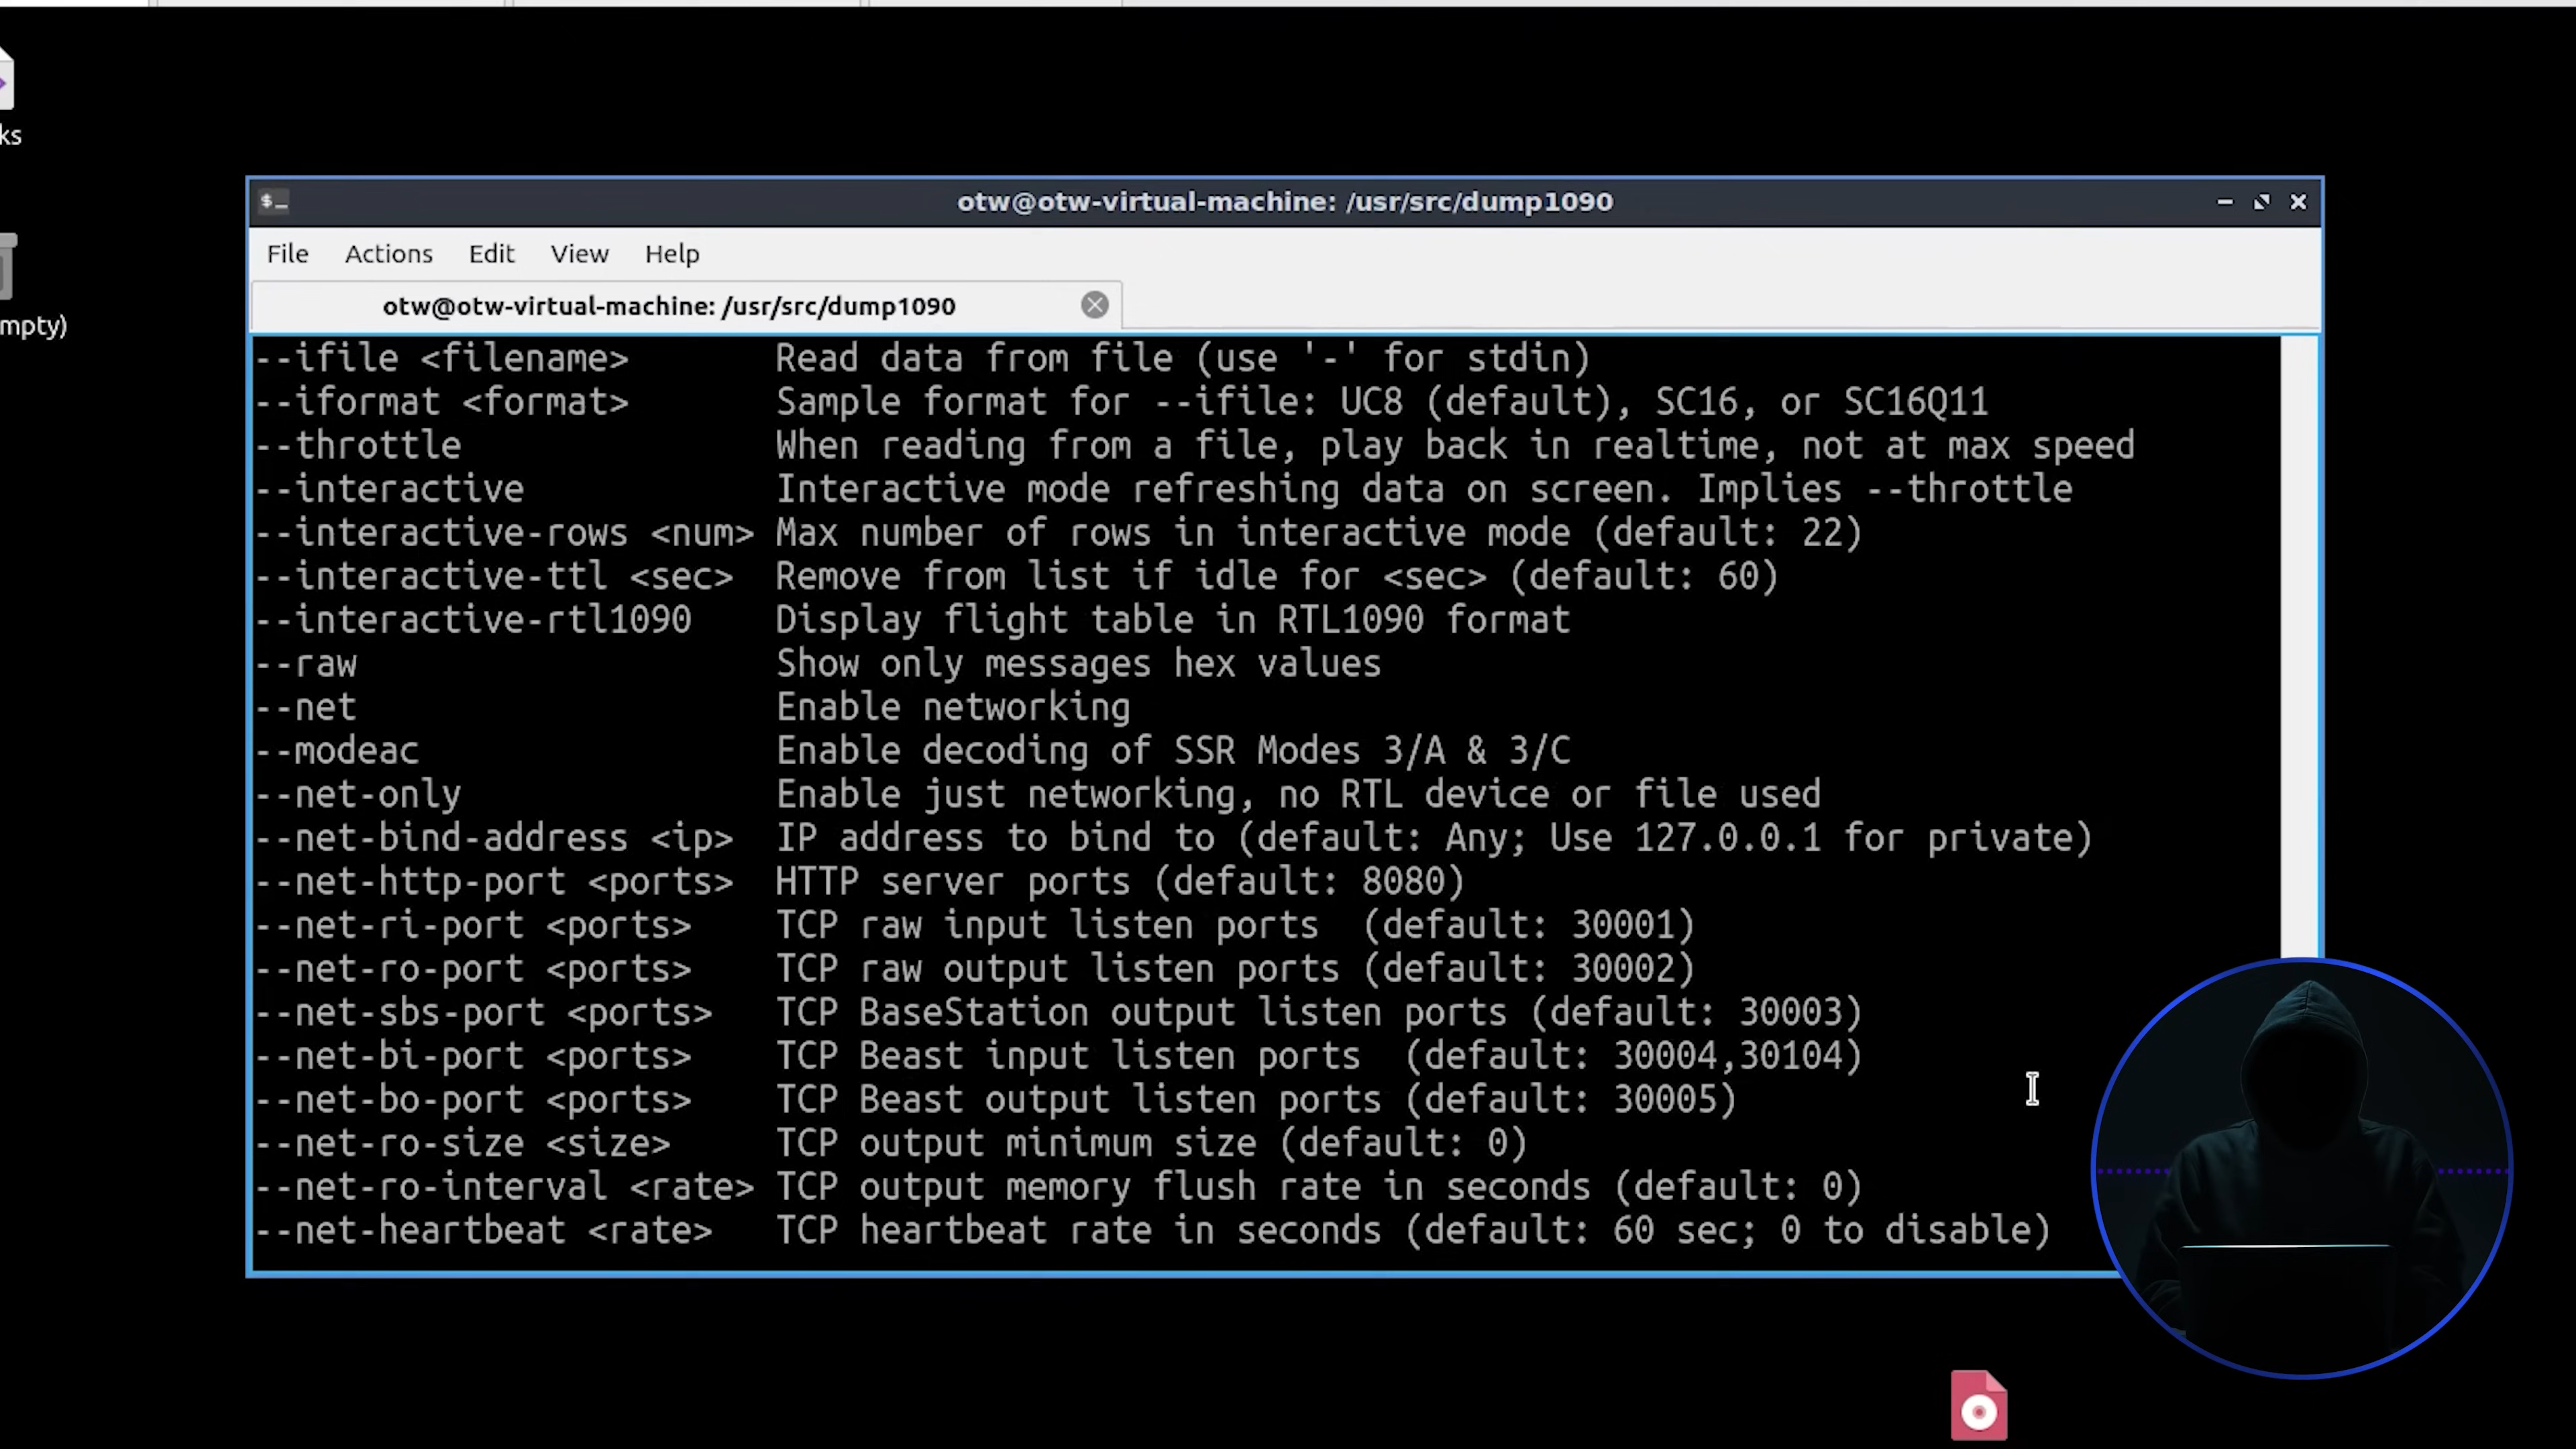 ks
mpty)
otw@otw-virtual-machine: /usr/src/dump1090
File Actions Edit View Help
otw@otw-virtual-machine: /usr/src/dump1090
--ifile <filename> Read data from file (use '-' for stdin)
--iformat <format> Sample format for --ifile: UC8 (default), SC16, or SC16Q11
--throttle When reading from a file, play back in realtime, not at max speed
--interactive Interactive mode refreshing data on screen. Implies --throttle
--interactive-rows <num> Max number of rows in interactive mode (default: 22)
--interactive-ttl <sec> Remove from list if idle for <sec> (default: 60)
--interactive-rtl1090 Display flight table in RTL1090 format
--raw Show only messages hex values
--net Enable networking
--modeac Enable decoding of SSR Modes 3/A & 3/C
--net-only Enable just networking, no RTL device or file used
--net-bind-address <ip> IP address to bind to (default: Any; Use 127.0.0.1 for private)
--net-http-port <ports> HTTP server ports (default: 8080)
--net-ri-port <ports> TCP raw input listen ports (default: 30001)
--net-ro-port <ports> TCP raw output listen ports (default: 30002)
--net-sbs-port <ports> TCP BaseStation output listen ports (default: 30003)
--net-bi-port <ports> TCP Beast input listen ports (default: 30004,30104)
--net-bo-port <ports> TCP Beast output listen ports (default: 30005)
--net-ro-size <size> TCP output minimum size (default: 0)
--net-ro-interval <rate> TCP output memory flush rate in seconds (default: 0)
--net-heartbeat <rate> TCP heartbeat rate in seconds (default: 60 sec; 0 to disable)